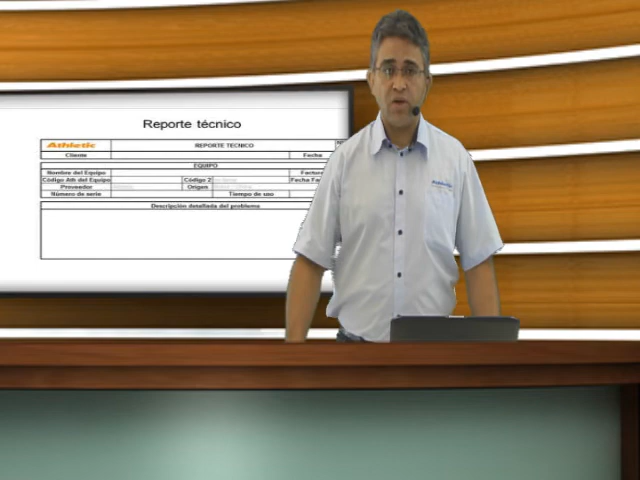 Reporte técnico
Athletic REPORTE TECNICO
Cliente Fecha
EQUIPO
Nombre del Equipo Factura
Código Ath del Equipo Código 2 Fecha Fa
Proveedor Origen
Número de serie Tiempo de uso
Descripción detallada del problema